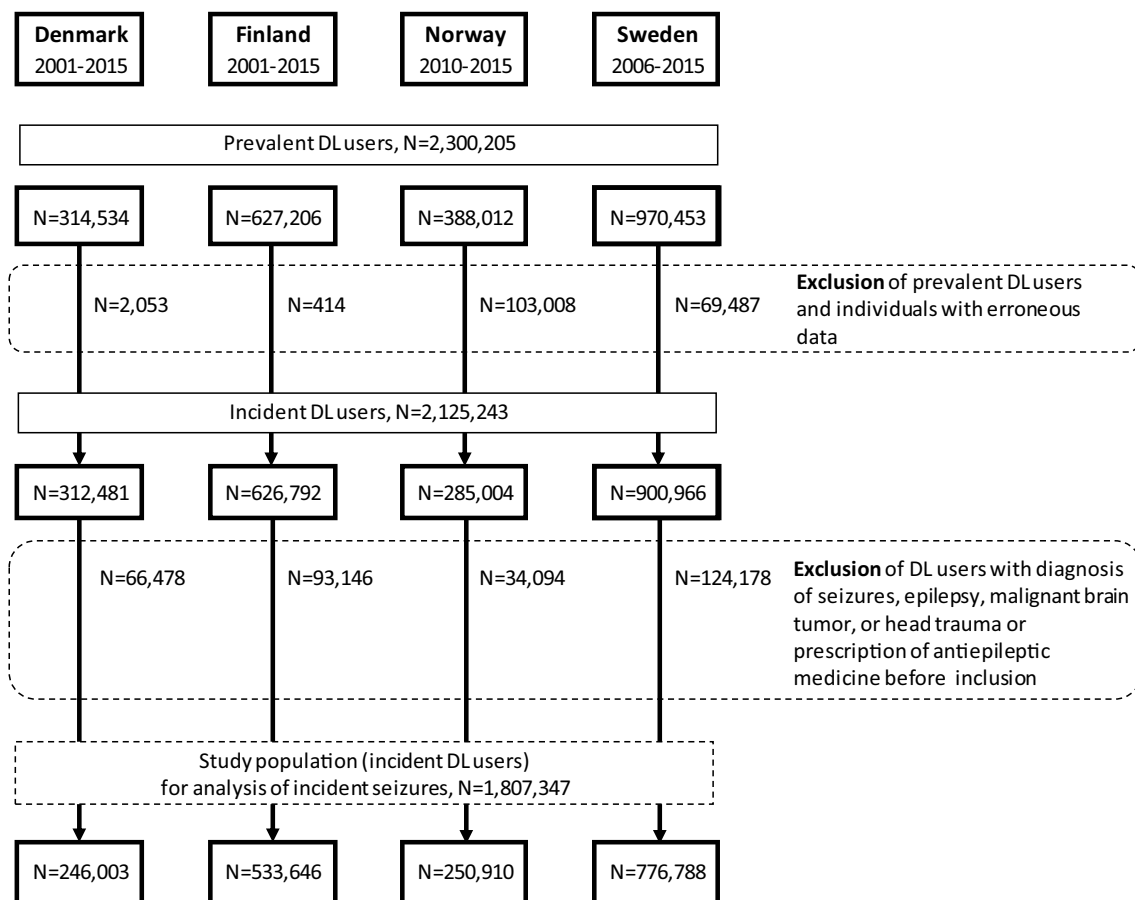 Denmark
2001-2015
Finland
2001-2015
Norway
2010-2015
Sweden
2006-2015
Prevalent DL users, N=2,300,205
N=314,534
N=627,206
N=388,012
N=970,453
N=2,053
N=414
N=103,008
N=69,487
Exclusion of prevalent DL users
and individuals with erroneous
data
Incident DL users, N=2,125,243
N=312,481
N=626,792
N=285,004
N=900,966
N=66,478
N=93,146
N=34,094
N=124,178
Exclusion of DL users with diagnosis
of seizures, epilepsy, malignant brain
tumor, or head trauma or
prescription of antiepileptic
medicine before inclusion
Study population (incident DL users)
for analysis of incident seizures, N=1,807,347
N=246,003
N=533,646
N=250,910
N=776,788